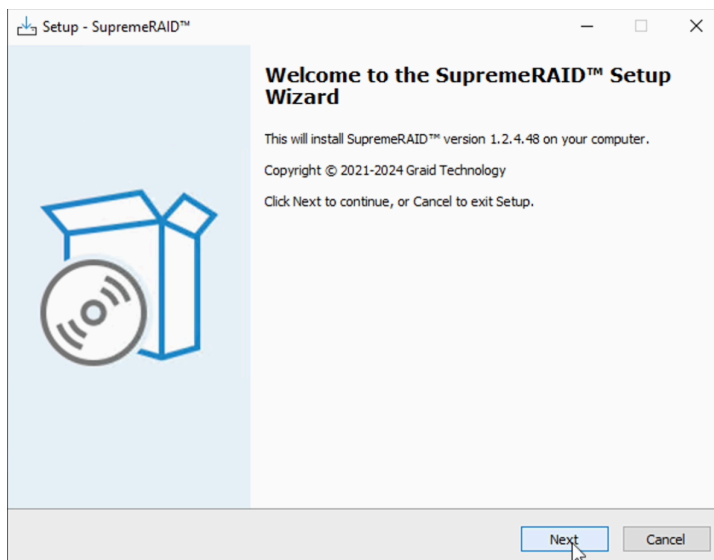 Setup - SupremeRAID™
Welcome to the SupremeRAID™ Setup
Wizard
This will install SupremeRAID™ version 1.2.4.48 on your computer.
Copyright © 2021-2024 Graid Technology
Click Next to continue, or Cancel to exit Setup.
Next
Cancel